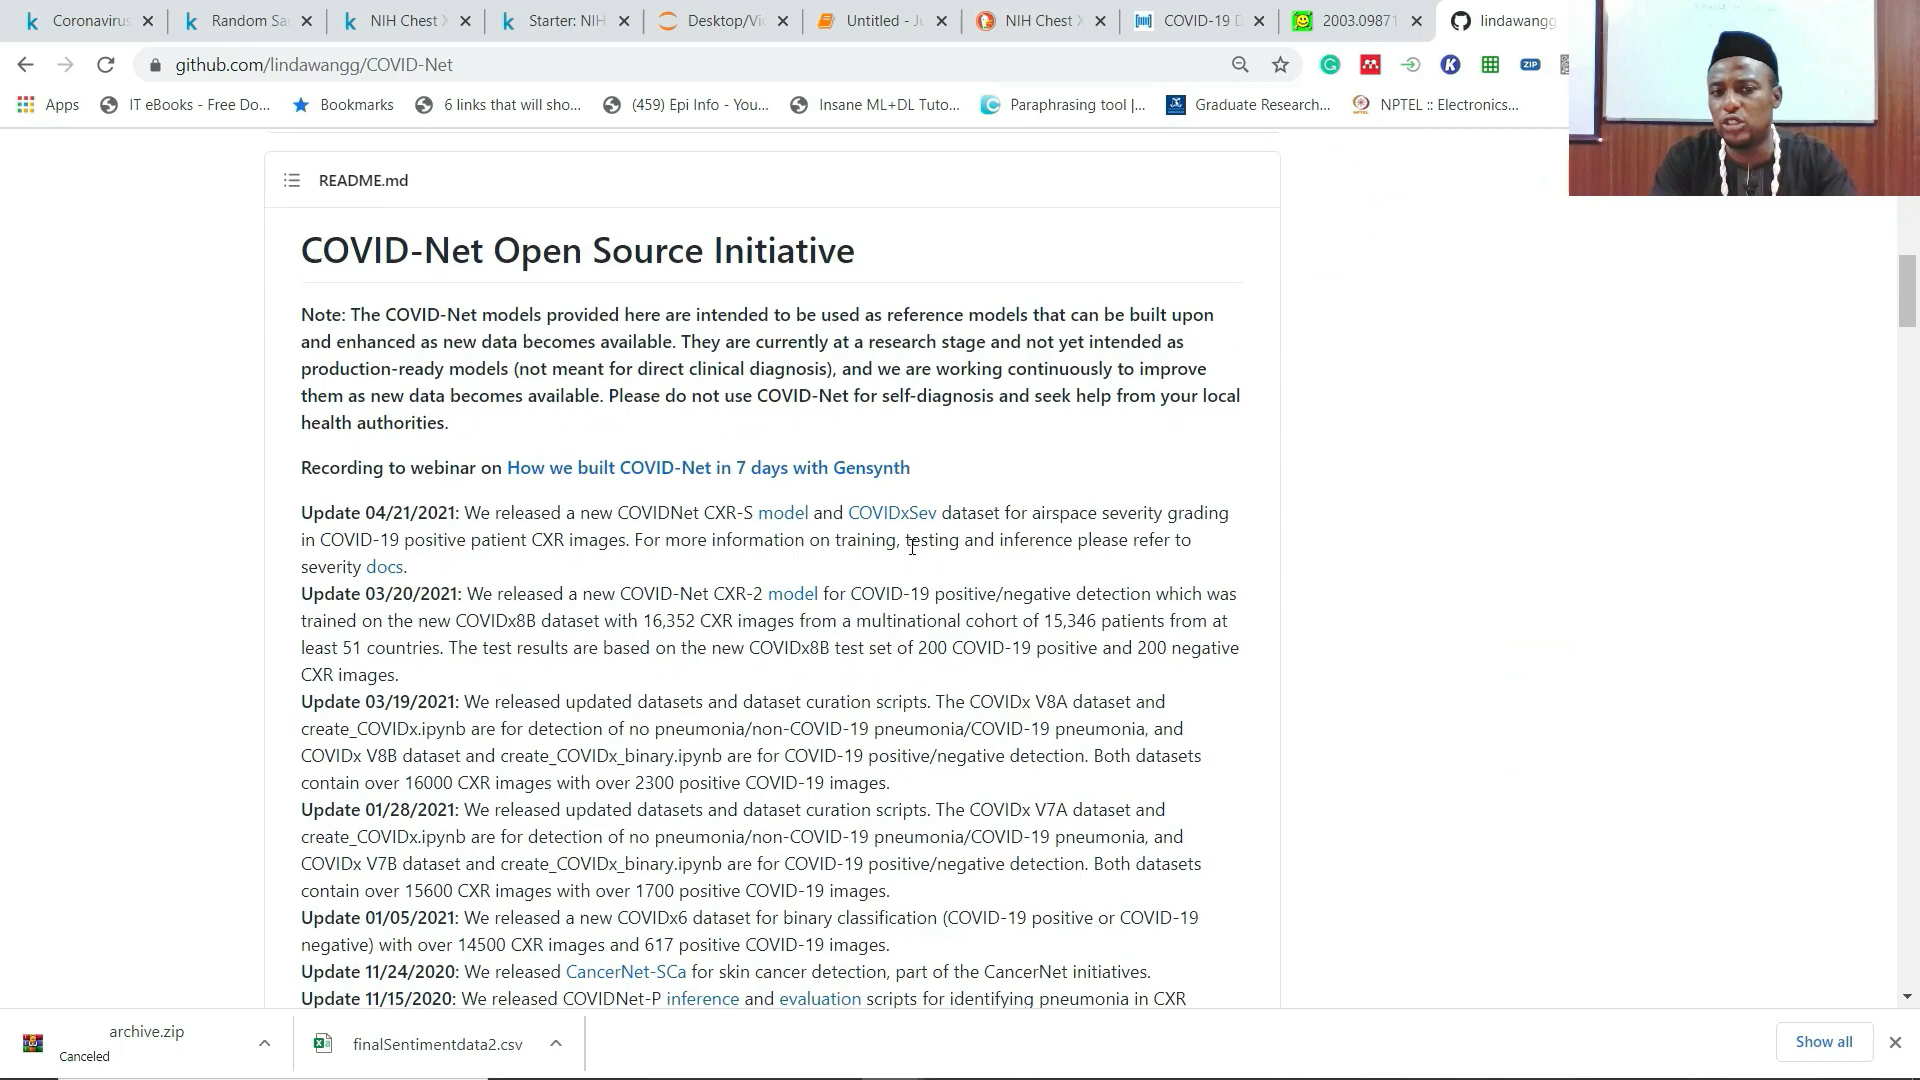 Coronavirus
Random Sa
NIH Chest X
Starter: NIH
Desktop/Vi
Untitled - Ju
NIH Chest X
COVID-19 D
2003.09871
lindawangg
github.com/lindawangg/COVID-Net
ZIP
Apps
IT eBooks - Free Do...
Bookmarks
6 links that will sho...
(459) Epi Info - You...
Insane ML+DL Tuto...
Paraphrasing tool |...
Graduate Research...
NPTEL :: Electronics...
README.md
COVID-Net Open Source Initiative
Note: The COVID-Net models provided here are intended to be used as reference models that can be built upon
and enhanced as new data becomes available. They are currently at a research stage and not yet intended as
production-ready models (not meant for direct clinical diagnosis), and we are working continuously to improve
them as new data becomes available. Please do not use COVID-Net for self-diagnosis and seek help from your local
health authorities.
Recording to webinar on How we built COVID-Net in 7 days with Gensynth
Update 04/21/2021: We released a new COVIDNet CXR-S model and COVIDxSev dataset for airspace severity grading
in COVID-19 positive patient CXR images. For more information on training, testing and inference please refer to
severity docs.
Update 03/20/2021: We released a new COVID-Net CXR-2 model for COVID-19 positive/negative detection which was
trained on the new COVIDx8B dataset with 16,352 CXR images from a multinational cohort of 15,346 patients from at
least 51 countries. The test results are based on the new COVIDx8B test set of 200 COVID-19 positive and 200 negative
CXR images.
Update 03/19/2021: We released updated datasets and dataset curation scripts. The COVIDx V8A dataset and
create_COVIDx.ipynb are for detection of no pneumonia/non-COVID-19 pneumonia/COVID-19 pneumonia, and
COVIDx V8B dataset and create_COVIDx_binary.ipynb are for COVID-19 positive/negative detection. Both datasets
contain over 16000 CXR images with over 2300 positive COVID-19 images.
Update 01/28/2021: We released updated datasets and dataset curation scripts. The COVIDx V7A dataset and
create_COVIDx.ipynb are for detection of no pneumonia/non-COVID-19 pneumonia/COVID-19 pneumonia, and
COVIDx V7B dataset and create_COVIDx_binary.ipynb are for COVID-19 positive/negative detection. Both datasets
contain over 15600 CXR images with over 1700 positive COVID-19 images.
Update 01/05/2021: We released a new COVIDx6 dataset for binary classification (COVID-19 positive or COVID-19
negative) with over 14500 CXR images and 617 positive COVID-19 images.
Update 11/24/2020: We released CancerNet-SCa for skin cancer detection, part of the CancerNet initiatives.
Update 11/15/2020: We released COVIDNet-P inference and evaluation scripts for identifying pneumonia in CXR
archive.zip
Canceled
finalSentimentdata2.csv
Show all